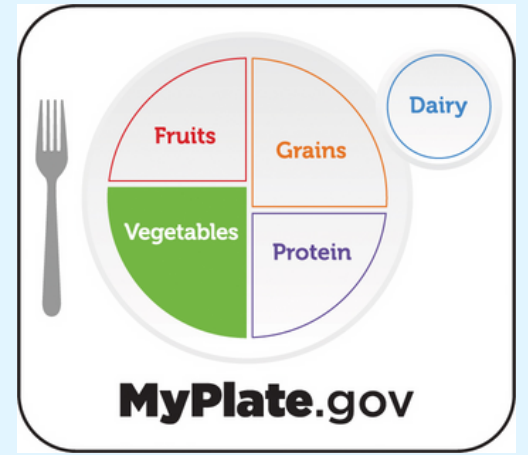 Fruits
Grains
Dairy
Vegetables
Protein
MyPlate.gov